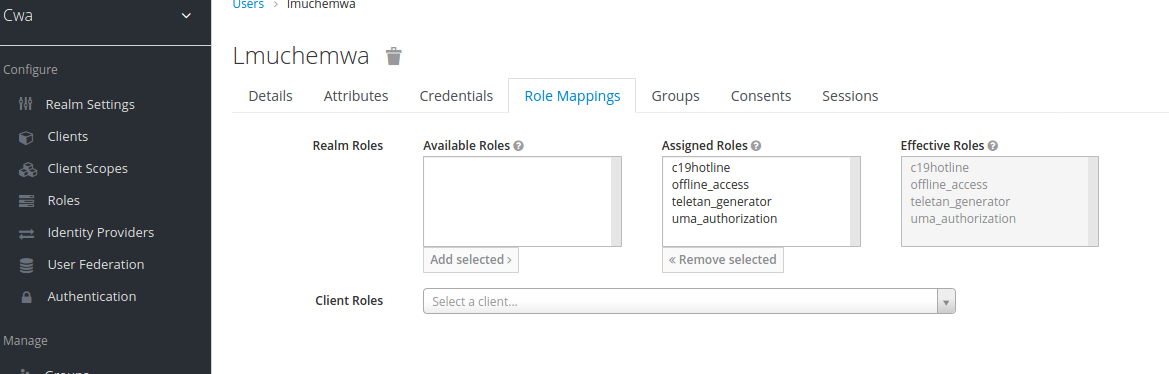 Cwa
Configure
Realm Settings
Clients
Client Scopes
Roles
Identity Providers
User Federation
Authentication
Manage
Groups
Users > lmuchemwa
Lmuchemwa
Details Attributes Credentials Role Mappings Groups Consents Sessions
Realm Roles
Available Roles ?
Add selected >
Assigned Roles ?
c19hotline
offline_access
teletan_generator
uma_authorization
« Remove selected
Effective Roles ?
c19hotline
offline_access
teletan_generator
uma_authorization
Client Roles
Select a client...